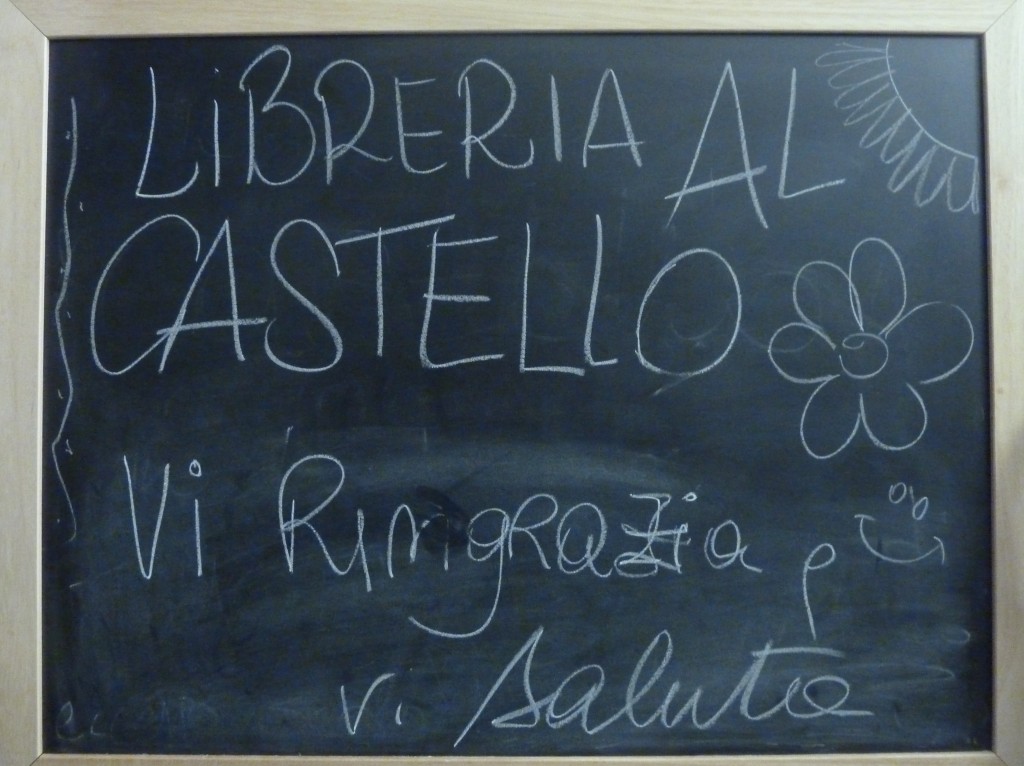 LiBRERIA AL
CASTELLO
Vi Ringrazia e
Vi saluta